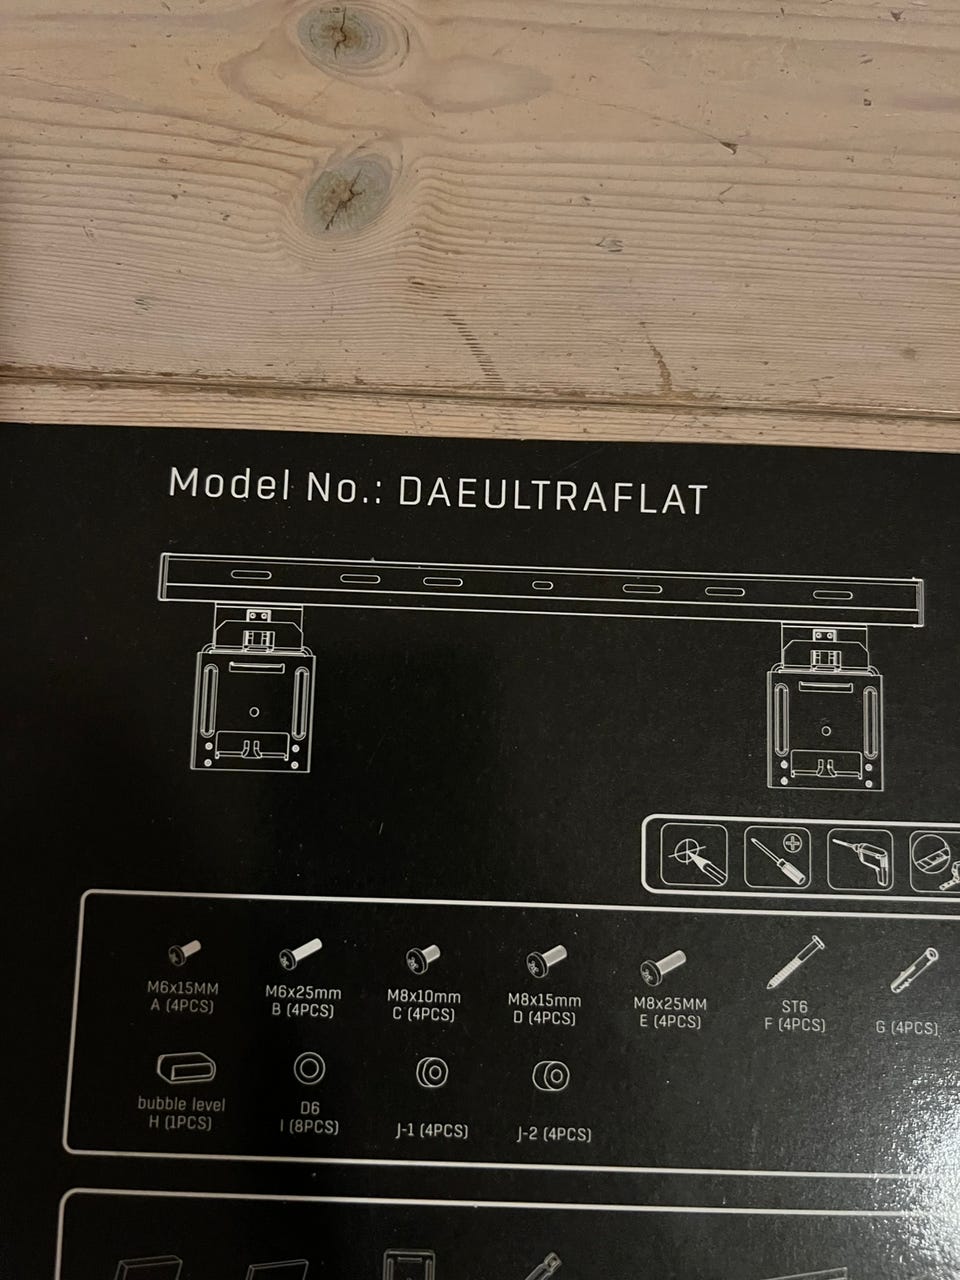 Model No.: DAEULTRAFLAT
M6x15MM
A (4PCS)
M6x25mm
B (4PCS)
M8x10mm
C (4PCS)
M8x15mm
D (4PCS)
M8x25MM
E (4PCS)
ST6
F (4PCS)
G (4PCS)
bubble level
H (1PCS)
D6
I (8PCS)
J-1 (4PCS)
J-2 (4PCS)